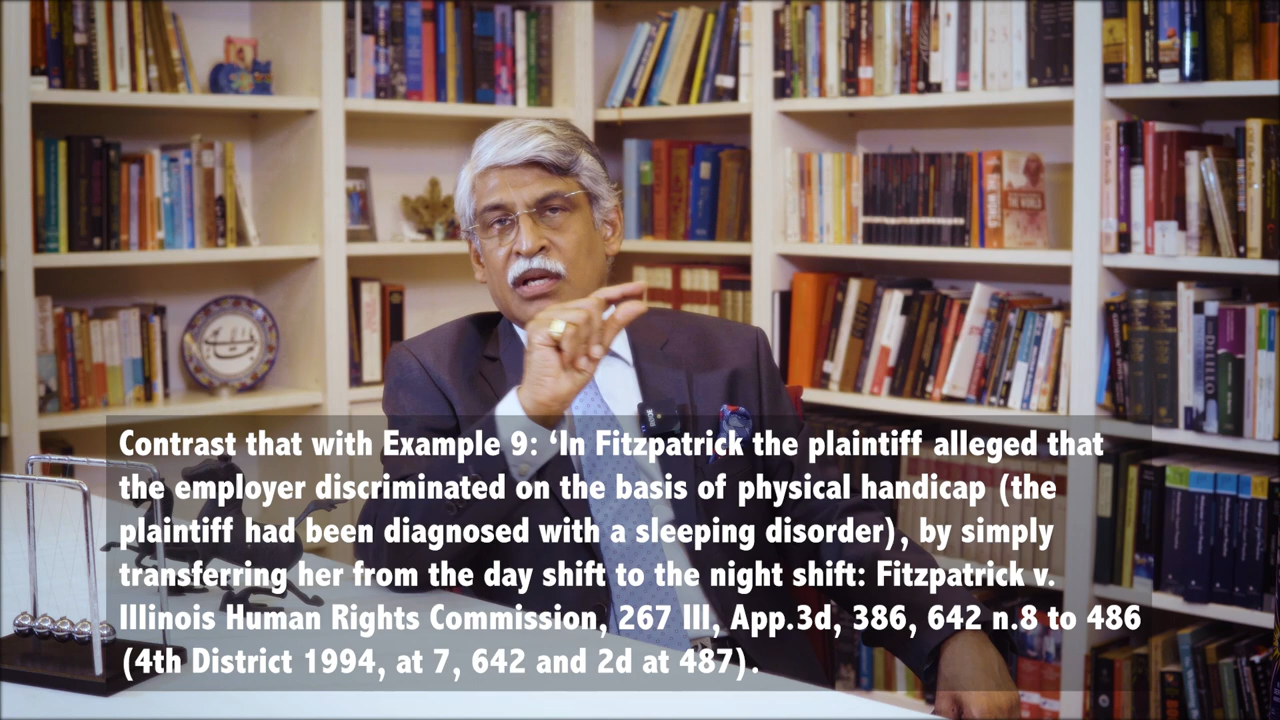 THE WORLD
DELILLO
Contrast that with Example 9: ‘In Fitzpatrick the plaintiff alleged that
the employer discriminated on the basis of physical handicap (the
plaintiff had been diagnosed with a sleeping disorder), by simply
transferring her from the day shift to the night shift: Fitzpatrick v.
Illinois Human Rights Commission, 267 Ill, App.3d, 386, 642 n.8 to 486
(4th District 1994, at 7, 642 and 2d at 487).